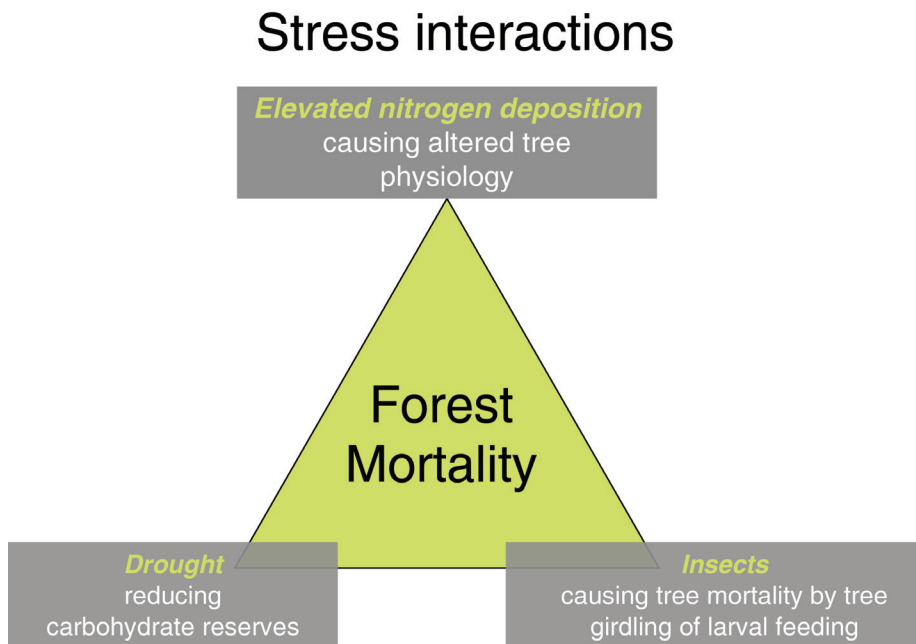 Stress interactions
Elevated nitrogen deposition
causing altered tree
physiology
Forest
Mortality
Drought
reducing
carbohydrate reserves
Insects
causing tree mortality by tree
girdling of larval feeding